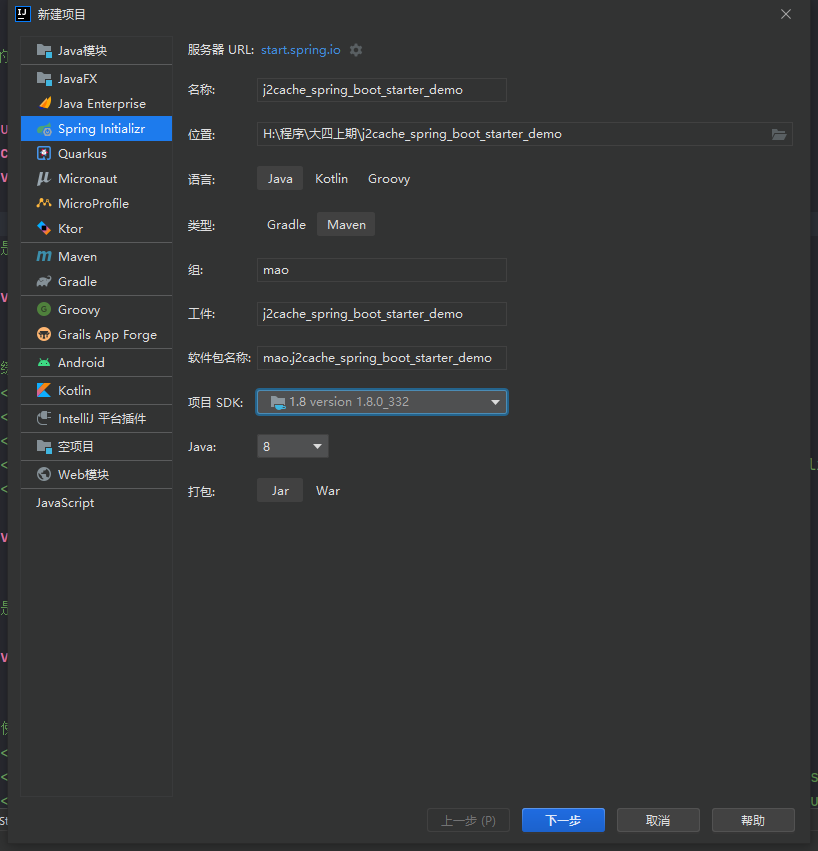 新建项目
Java模块
JavaFX
Java Enterprise
Spring Initializr
Quarkus
Micronaut
MicroProfile
Ktor
Maven
Gradle
Groovy
Grails App Forge
Android
Kotlin
IntelliJ 平台插件
空项目
Web模块
JavaScript
服务器 URL: start.spring.io
名称: j2cache_spring_boot_starter_demo
位置: H:\程序\大四上期\j2cache_spring_boot_starter_demo
语言: Java Kotlin Groovy
类型: Gradle Maven
组: mao
工件: j2cache_spring_boot_starter_demo
软件包名称: mao.j2cache_spring_boot_starter_demo
项目 SDK: 1.8 version 1.8.0_332
Java: 8
打包: Jar War
上一步 (P) 下一步 取消 帮助